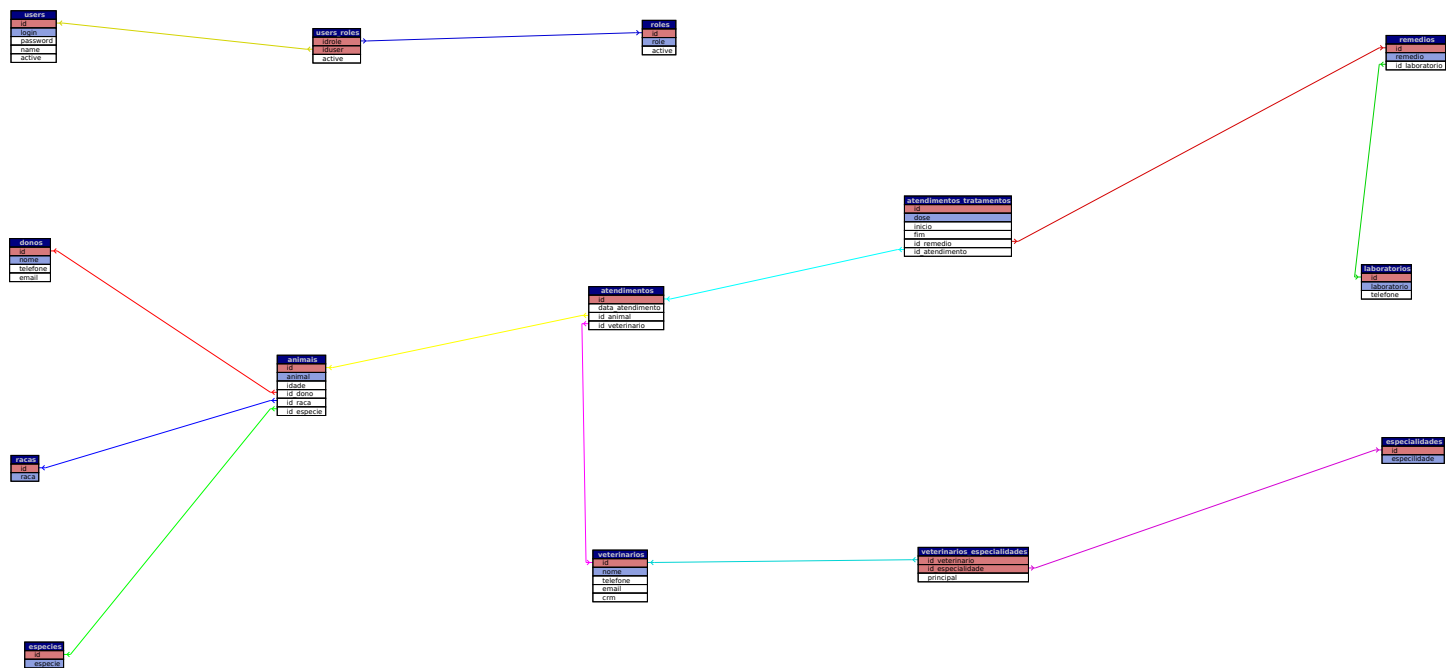 users
id
login
password
name
active
users_roles
idrole
iduser
active
roles
id
role
active
remedios
id
remedio
id_laboratorio
atendimentos_tratamentos
id
dose
inicio
fim
id_remedio
id_atendimento
donos
id
nome
telefone
email
laboratorios
id
laboratorio
telefone
atendimentos
id
data_atendimento
id_animal
id_veterinario
animais
id
animal
idade
id_dono
id_raca
id_especie
racas
id
raca
especialidades
id
especilidade
veterinarios
id
nome
telefone
email
crm
veterinarios_especialidades
id_veterinario
id_especialidade
principal
especies
id
especie